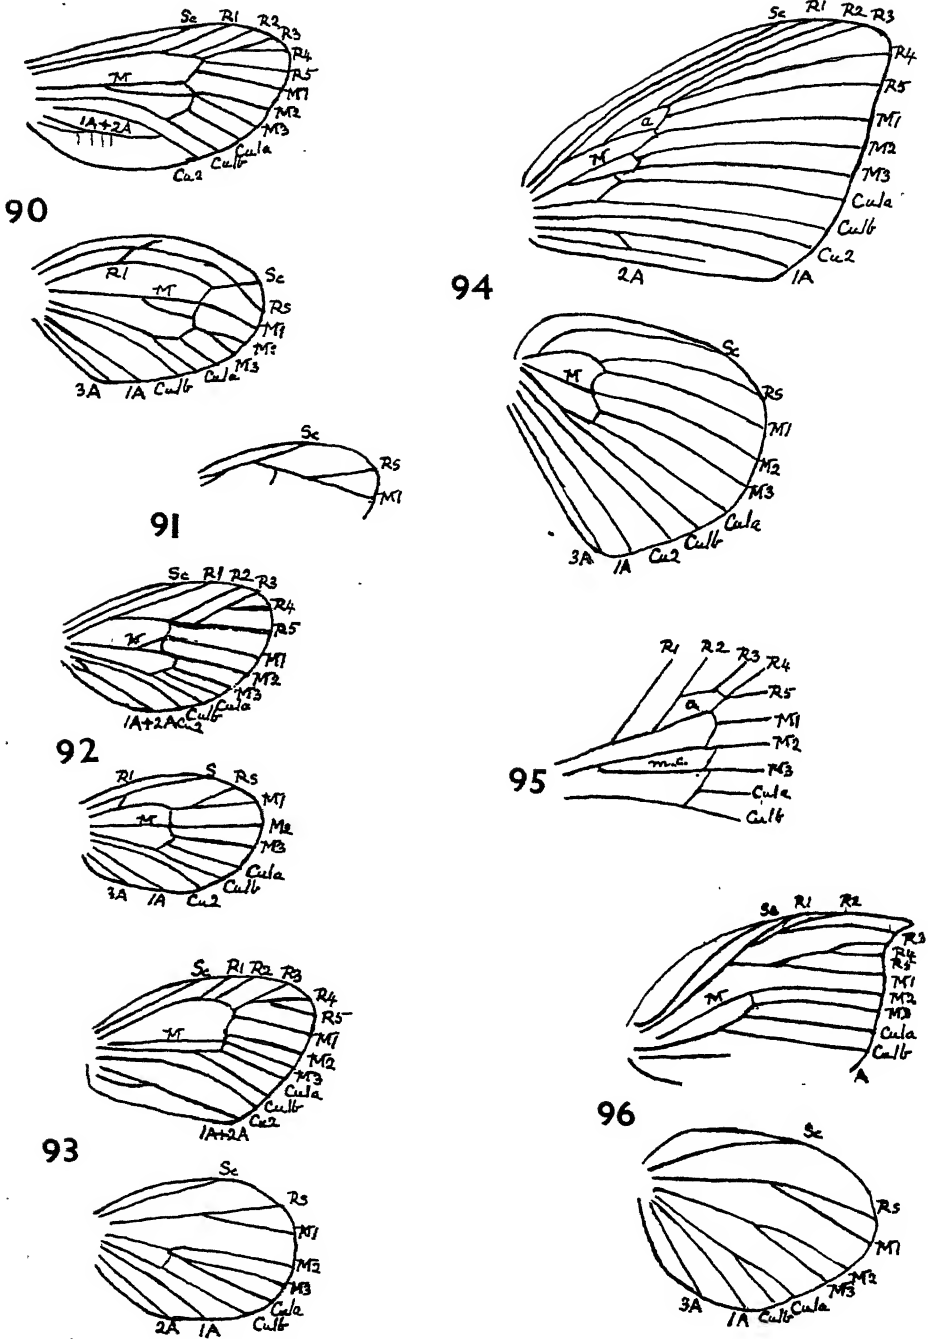 Sc R1 R2 R3
R4
R5
M1
M
M2
M3
1A+2A
Cu1a
Cu1b
Cu2
90
R1
M
Sc
Rs
M1
M2
M3
Cu1a
3A 1A Cu1b
Sc
Rs
M1
91
Sc R1 R2 R3
R4
R5
M
M1
M2
M3
Cu1a
Cu1b
1A+2A Cu2
92
R1 S Rs
M1
M
M2
M3
Cu1a
Cu1b
3A 1A Cu2
Sc R1 R2 R3
R4
R5
M
M1
M2
M3
Cu1a
Cu1b
Cu2
1A+2A
93
Sc
Rs
M1
M2
M3
Cu1a
2A 1A Cu1b
Sc R1 R2 R3
R4
R5
a
M1
M
M2
M3
Cu1a
Cu1b
Cu2
2A 1A
94
Sc
M
Rs
M1
M2
M3
Cu1a
Cu1b
3A 1A Cu2
R1 R2 R3 R4
R5
a
M1
M2
m.c.
M3
Cu1a
Cu1b
95
Sc R1 R2
R3
R4
R5
M1
M
M2
M3
Cu1a
Cu1b
A
96
Sc
Rs
M1
M2
M3
Cu1a
3A 1A Cu1b